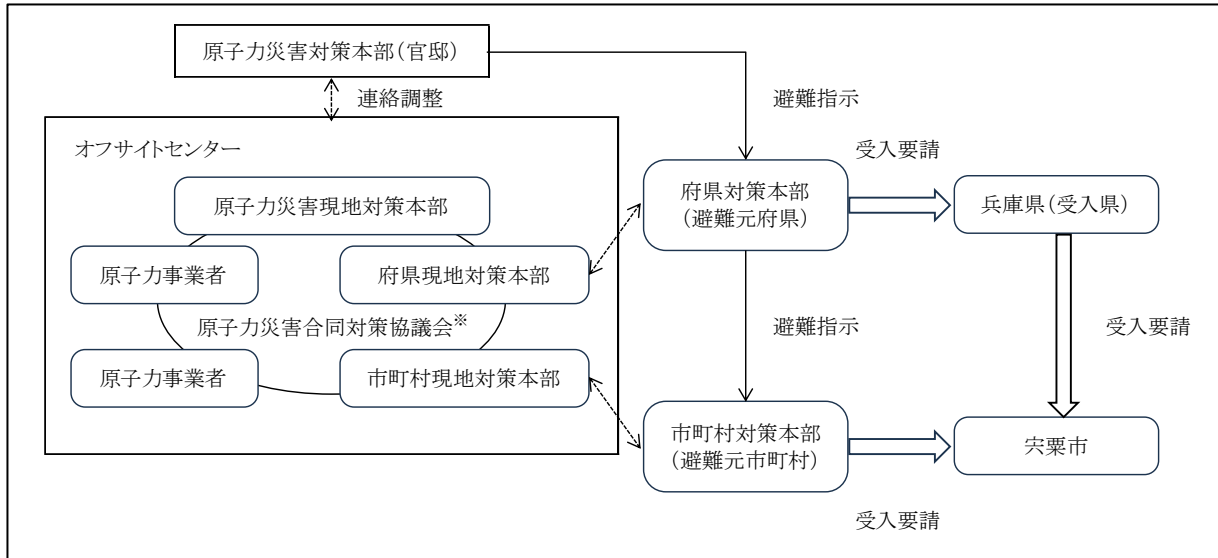 原子力災害対策本部（官邸）
連絡調整
避難指示
オフサイトセンター
受入要請
原子力災害現地対策本部
府県対策本部
（避難元府県）
兵庫県（受入県）
原子力事業者
府県現地対策本部
原子力災害合同対策協議会※
避難指示
受入要請
原子力事業者
市町村現地対策本部
市町村対策本部
（避難元市町村）
宍粟市
受入要請